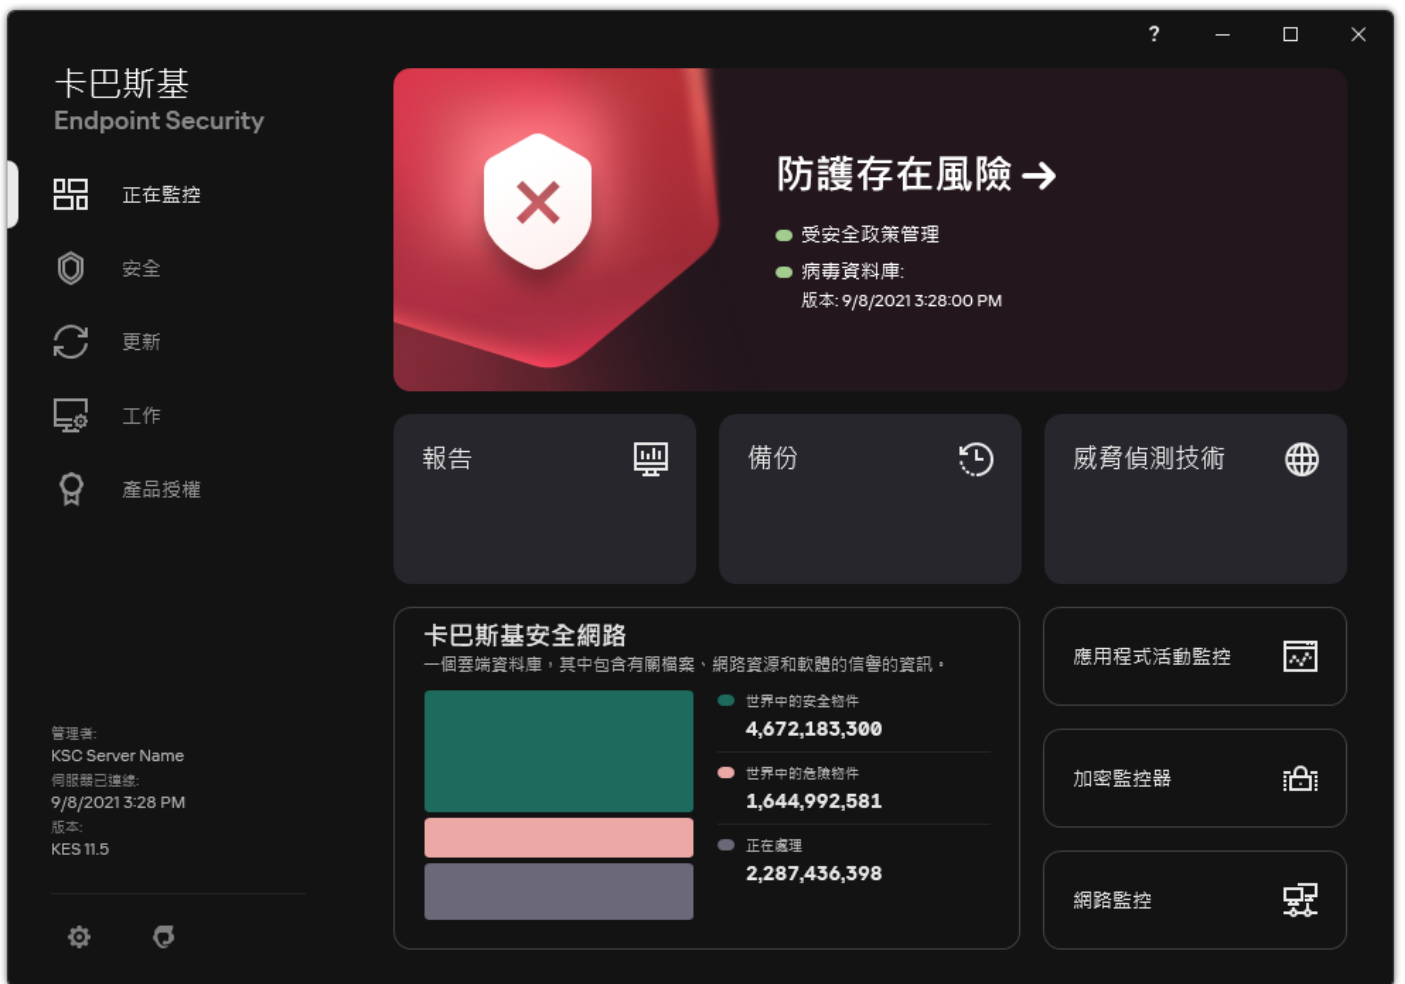 ?
卡巴斯基
Endpoint Security
正在監控
安全
更新
工作
產品授權
管理者:
KSC Server Name
伺服器已連線:
9/8/2021 3:28 PM
版本:
KES 11.5
防護存在風險
受安全政策管理
病毒資料庫:
版本: 9/8/2021 3:28:00 PM
報告
備份
威脅偵測技術
卡巴斯基安全網路
一個雲端資料庫，其中包含有關檔案、網路資源和軟體的信譽的資訊。
世界中的安全物件
4,672,183,300
世界中的危險物件
1,644,992,581
正在處理
2,287,436,398
應用程式活動監控
加密監控器
網路監控